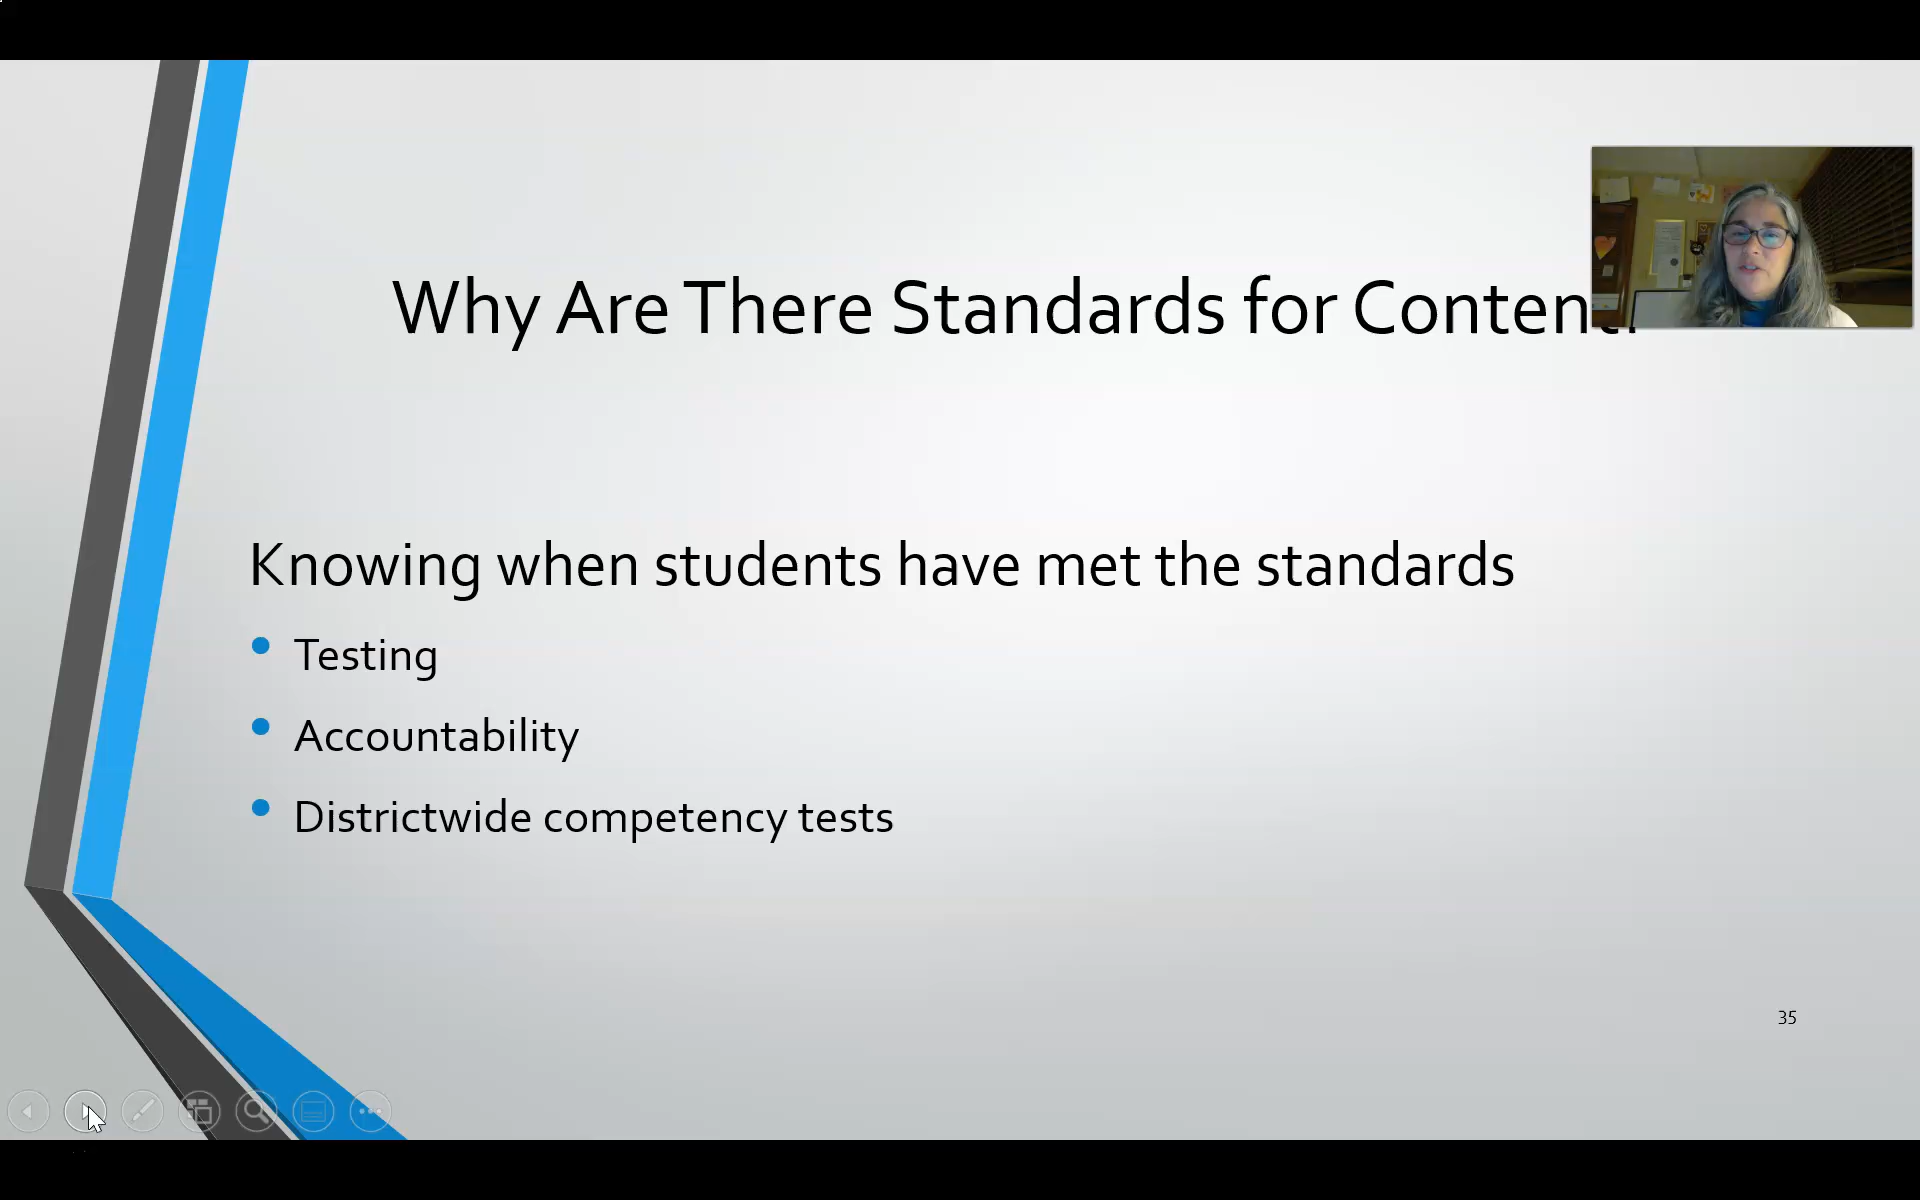 Why Are There Standards for Content
Knowing when students have met the standards
• Testing
• Accountability
• Districtwide competency tests
35